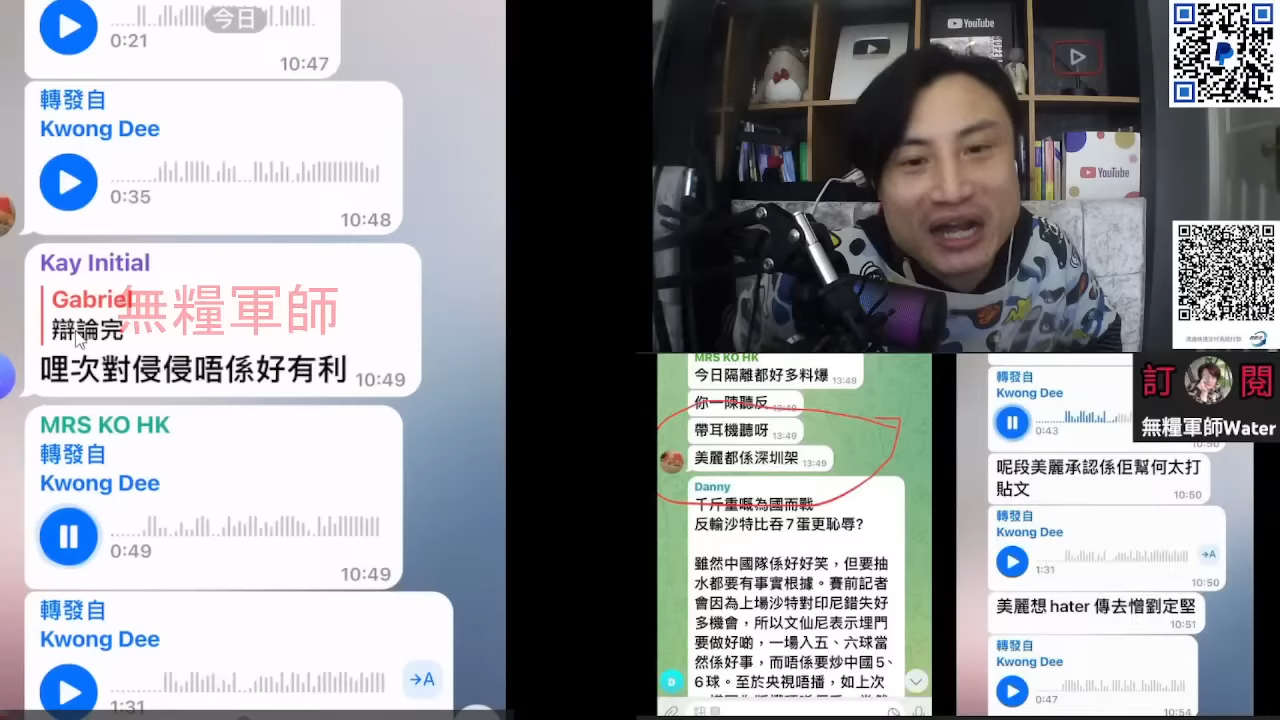 今日
0:21
10:47
轉發自
Kwong Dee
0:35
10:48
Kay Initial
Gabriel
辯論完
無糧軍師
哩次對侵侵唔係好有利
10:49
MRS KO HK
轉發自
Kwong Dee
0:49
10:49
轉發自
Kwong Dee
1:31
→A
YouTube
YouTube
MRS KO HK
今日隔離都好多料爆 13:49
你一陳聽反 13:49
帶耳機聽呀 13:49
美麗都係深圳架 13:49
Danny
千斤重嘅為國而戰
反輸沙特比吞7蛋更恥辱?
雖然中國隊係好好笑，但要抽
水都要有事實根據。賽前記者
會因為上場沙特對印尼錯失好
多機會，所以文仙尼表示埋門
要做好啲，一場入五、六球當
然係好事，而唔係要炒中國5、
6球。至於央視唔播，如上次
D
轉發自
Kwong Dee
0:43
10:50
呢段美麗承認係佢幫何太打
貼文
10:50
轉發自
Kwong Dee
1:31
→A
10:50
美麗想hater傳去憎劉定堅
10:51
轉發自
Kwong Dee
0:47
10:54
訂 閱
無糧軍師Water